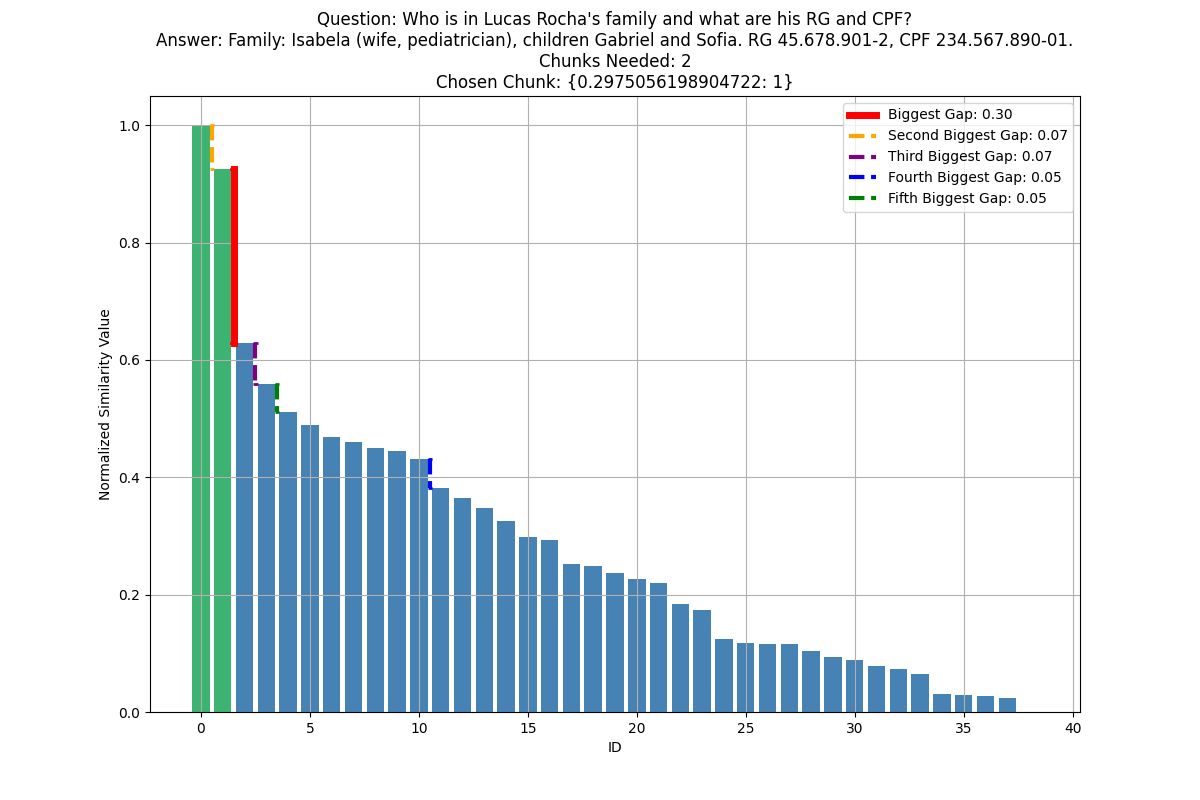 Question: Who is in Lucas Rocha's family and what are his RG and CPF?
Answer: Family: Isabela (wife, pediatrician), children Gabriel and Sofia. RG 45.678.901-2, CPF 234.567.890-01.
Chunks Needed: 2
Chosen Chunk: {0.2975056198904722: 1}
Biggest Gap: 0.30
Second Biggest Gap: 0.07
Third Biggest Gap: 0.07
Fourth Biggest Gap: 0.05
Fifth Biggest Gap: 0.05
Normalized Similarity Value
1.0
0.8
0.6
0.4
0.2
0.0
0 5 10 15 20 25 30 35 40
ID